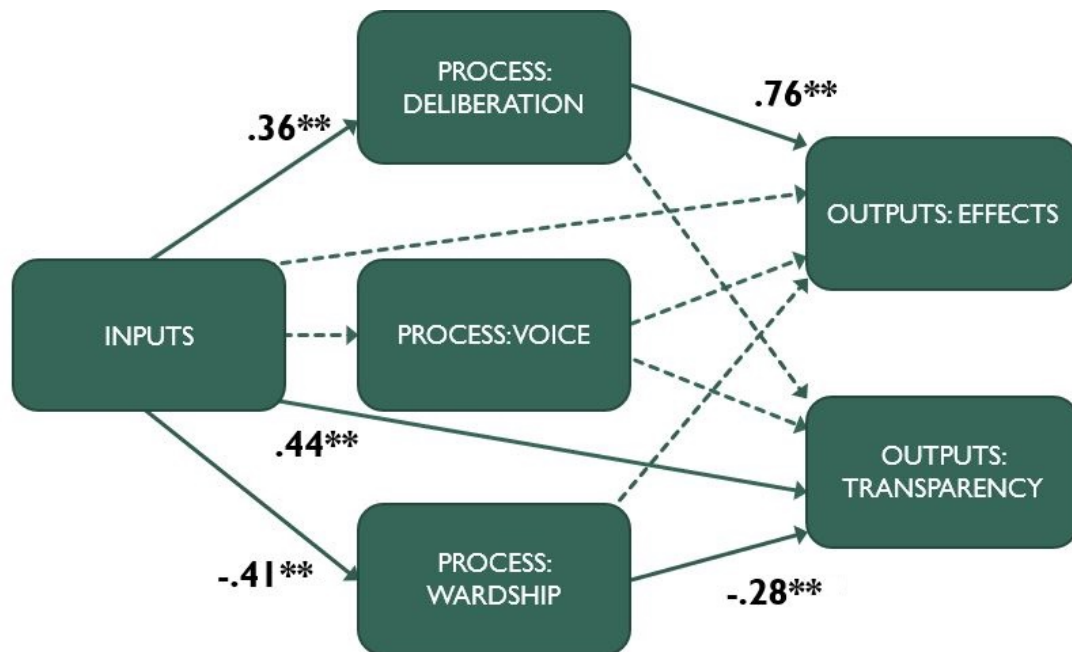 PROCESS:
DELIBERATION
.76**
.36**
OUTPUTS: EFFECTS
INPUTS
PROCESS: VOICE
.44**
OUTPUTS:
TRANSPARENCY
PROCESS:
WARDSHIP
-.41**
-.28**